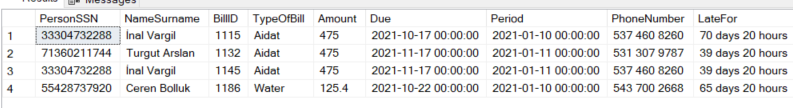 Results Messages
PersonSSN NameSurname BillID TypeOfBill Amount Due Period PhoneNumber LateFor
1 33304732288 İnal Vargil 1115 Aidat 475 2021-10-17 00:00:00 2021-01-10 00:00:00 537 460 8260 70 days 20 hours
2 71360211744 Turgut Arslan 1132 Aidat 475 2021-11-17 00:00:00 2021-01-11 00:00:00 531 307 9787 39 days 20 hours
3 33304732288 İnal Vargil 1145 Aidat 475 2021-11-17 00:00:00 2021-01-11 00:00:00 537 460 8260 39 days 20 hours
4 55428737920 Ceren Bolluk 1186 Water 125.4 2021-10-22 00:00:00 2021-01-10 00:00:00 543 700 2668 65 days 20 hours